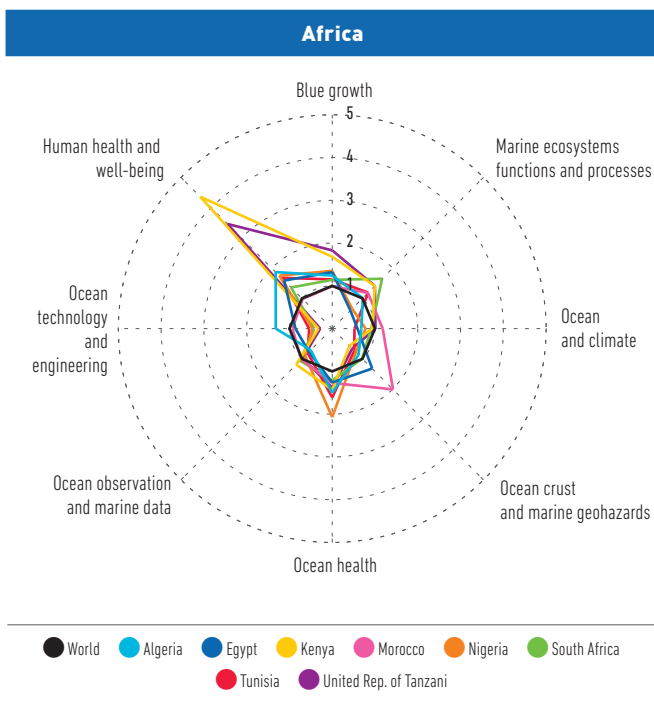 Africa
Blue growth
5
4
3
2
1
Human health and
well-being
Marine ecosystems
functions and processes
Ocean
technology
and
engineering
Ocean
and climate
Ocean observation
and marine data
Ocean crust
and marine geohazards
Ocean health
World Algeria Egypt Kenya Morocco Nigeria South Africa
Tunisia United Rep. of Tanzani